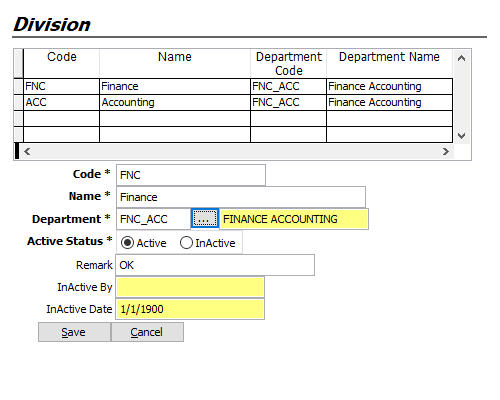 Division
Code Name Department Code Department Name
FNC Finance FNC_ACC Finance Accounting
ACC Accounting FNC_ACC Finance Accounting
Code * FNC
Name * Finance
Department * FNC_ACC ... FINANCE ACCOUNTING
Active Status * Active InActive
Remark OK
InActive By
InActive Date 1/1/1900
Save Cancel